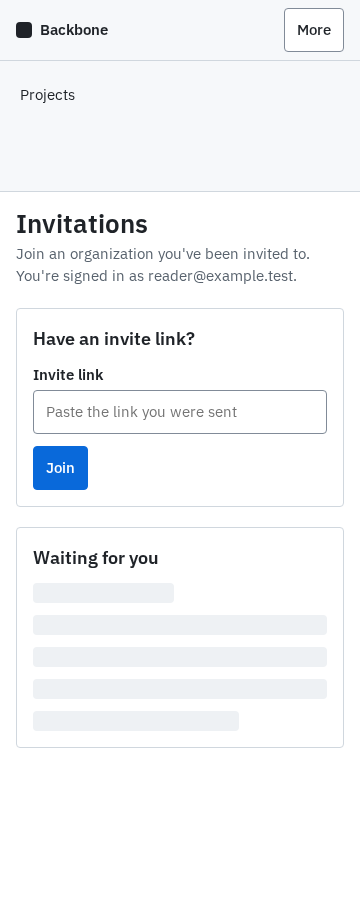 Backbone
More
Projects
Invitations
Join an organization you've been invited to.
You're signed in as reader@example.test.
Have an invite link?
Invite link
Paste the link you were sent
Join
Waiting for you